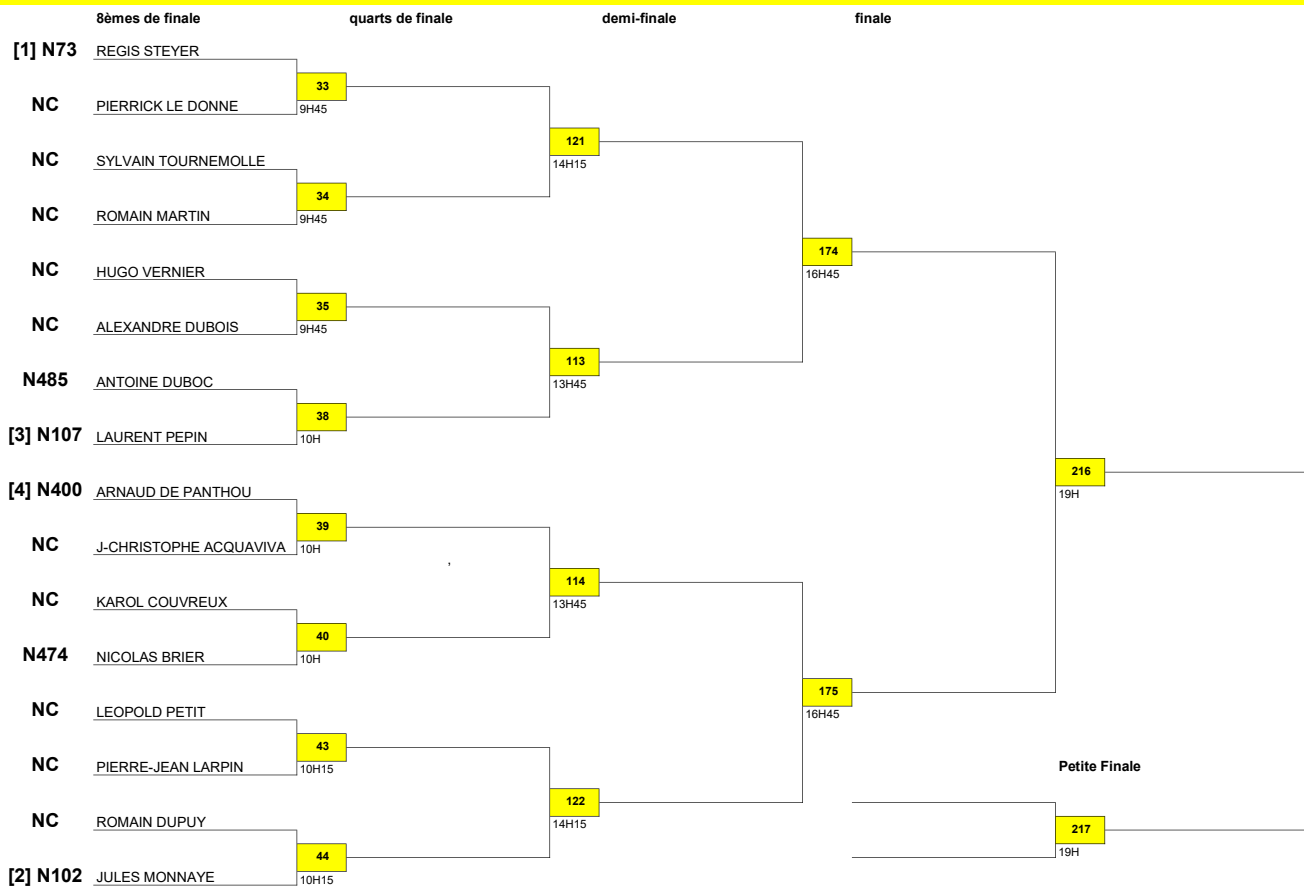 8èmes de finale quarts de finale demi-finale finale
[1] N73 REGIS STEYER
33
NC PIERRICK LE DONNE 9H45
121
NC SYLVAIN TOURNEMOLLE 14H15
34
NC ROMAIN MARTIN 9H45
174
NC HUGO VERNIER 16H45
35
NC ALEXANDRE DUBOIS 9H45
113
N485 ANTOINE DUBOC 13H45
38
[3] N107 LAURENT PEPIN 10H
216
[4] N400 ARNAUD DE PANTHOU 19H
39
NC J-CHRISTOPHE ACQUAVIVA 10H
,
114
NC KAROL COUVREUX 13H45
40
N474 NICOLAS BRIER 10H
175
NC LEOPOLD PETIT 16H45
43
NC PIERRE-JEAN LARPIN 10H15 Petite Finale
122
NC ROMAIN DUPUY 14H15 217
44 19H
[2] N102 JULES MONNAYE 10H15